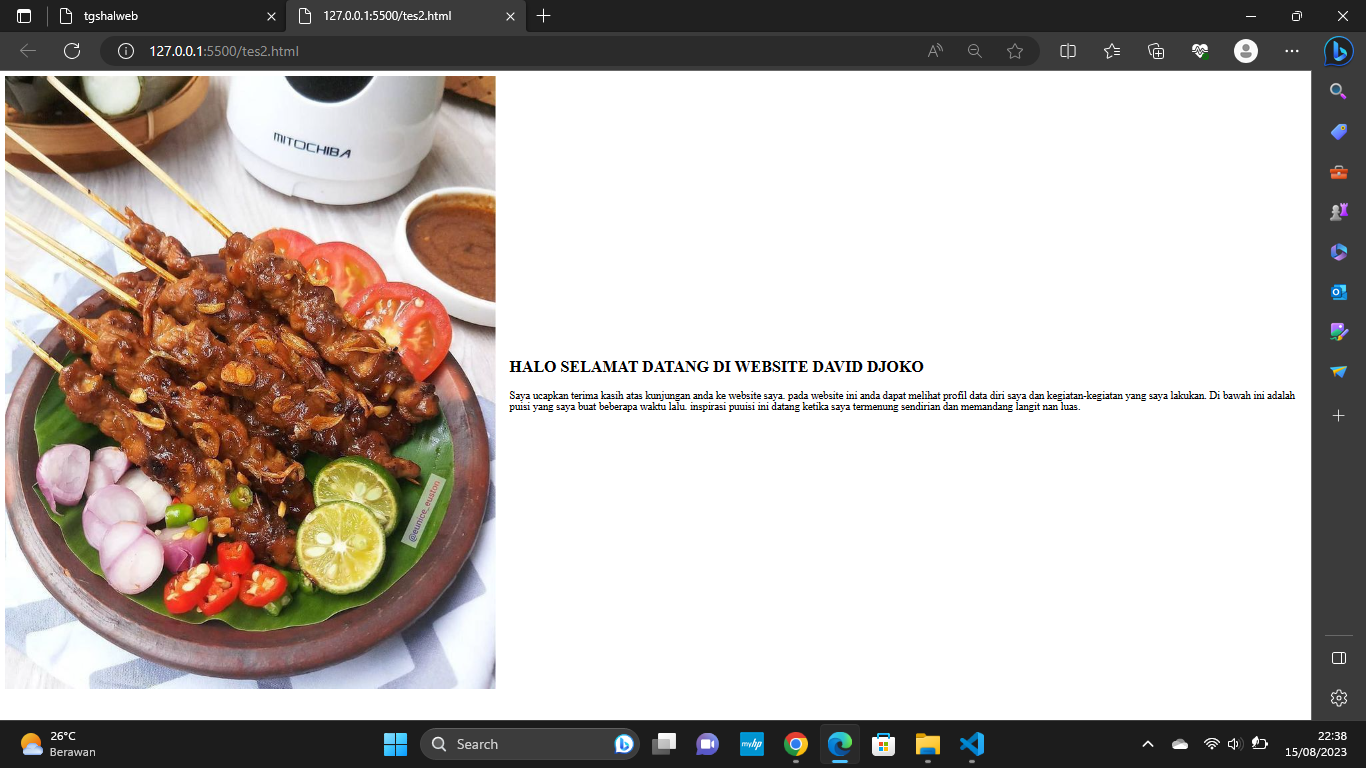 tgshalweb
127.0.0.1:5500/tes2.html
127.0.0.1:5500/tes2.html
MITOCHIBA
@eunice_euston
HALO SELAMAT DATANG DI WEBSITE DAVID DJOKO
Saya ucapkan terima kasih atas kunjungan anda ke website saya. pada website ini anda dapat melihat profil data diri saya dan kegiatan-kegiatan yang saya lakukan. Di bawah ini adalah
puisi yang saya buat beberapa waktu lalu. inspirasi puuisi ini datang ketika saya termenung sendirian dan memandang langit nan luas.
26°C
Berawan
Search
myhp
22:38
15/08/2023